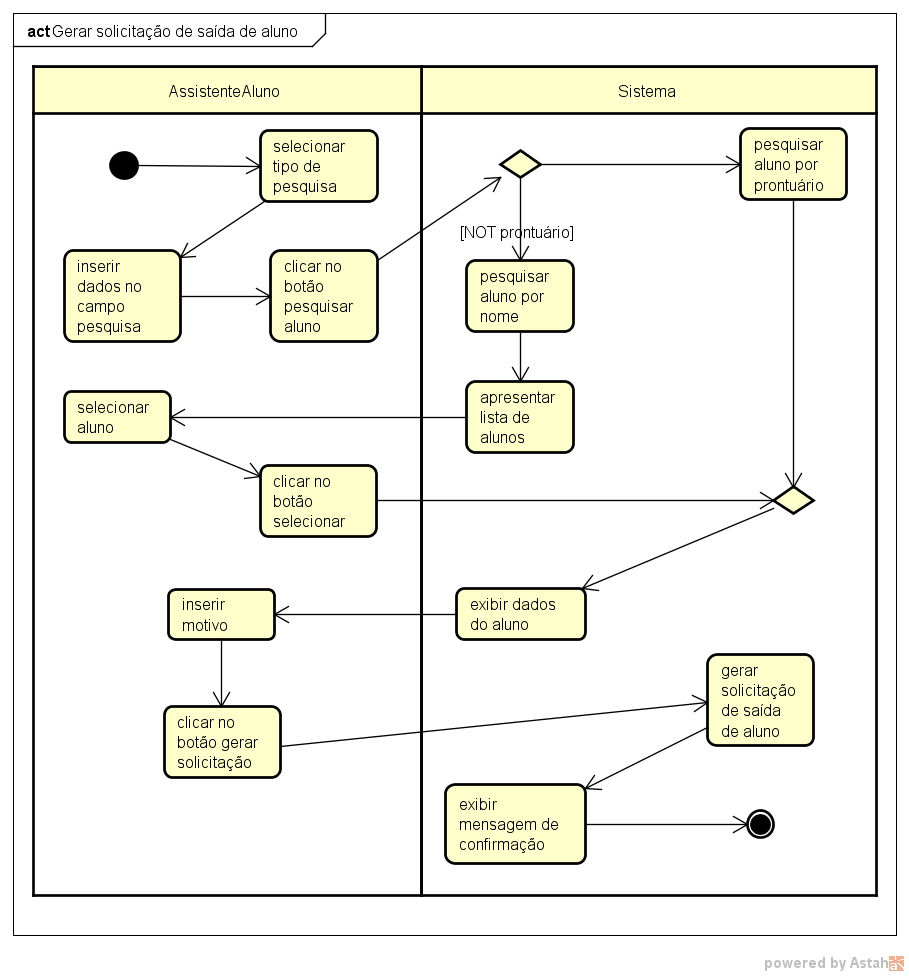 act Gerar solicitação de saída de aluno
AssistenteAluno
Sistema
selecionar
tipo de
pesquisa
pesquisar
aluno por
prontuário
[NOT prontuário]
inserir
dados no
campo
pesquisa
clicar no
botão
pesquisar
aluno
pesquisar
aluno por
nome
selecionar
aluno
apresentar
lista de
alunos
clicar no
botão
selecionar
inserir
motivo
exibir dados
do aluno
gerar
solicitação
de saída
de aluno
clicar no
botão gerar
solicitação
exibir
mensagem de
confirmação
powered by Astah